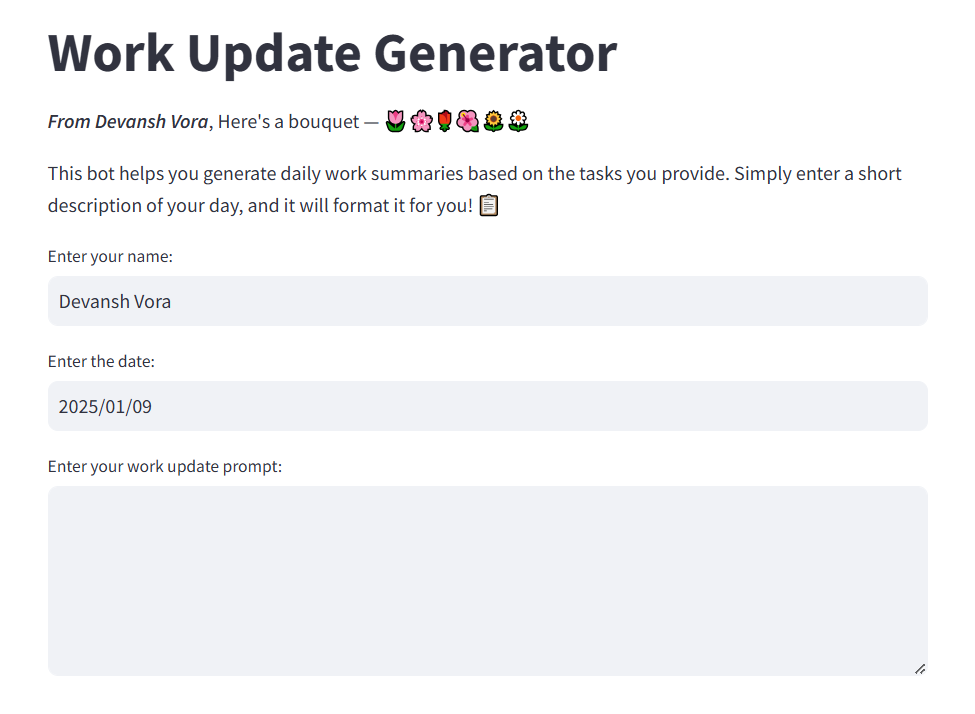 Work Update Generator
From Devansh Vora, Here's a bouquet — 🌷🌸🌹🌺🌻🌼
This bot helps you generate daily work summaries based on the tasks you provide. Simply enter a short
description of your day, and it will format it for you! 📋
Enter your name:
Devansh Vora
Enter the date:
2025/01/09
Enter your work update prompt: